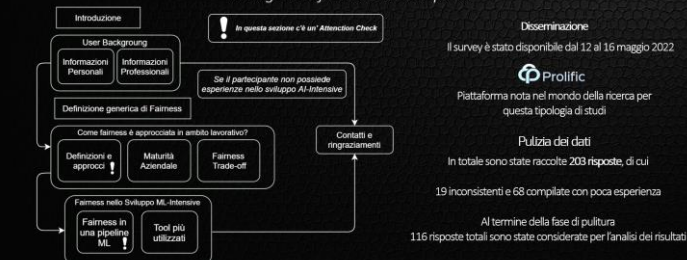 Introduzione
In questa sezione c'è un' Attenction Check
User Backgroung
Informazioni
Personali
Informazioni
Professionali
Se il partecipante non possiede
esperienze nello sviluppo AI-Intensive
Definizione generica di Fairness
Contatti e
ringraziamenti
Come fairness è approcciata in ambito lavorativo?
Definizioni e
approcci
Maturità
Aziendale
Fairness
Trade-off
Fairness nello Sviluppo ML-Intensive
Fairness in
una pipeline
ML
Tool più
utilizzati
Disseminazione
Il survey è stato disponibile dal 12 al 16 maggio 2022
Prolific
Piattaforma nota nel mondo della ricerca per
questa tipologia di studi
Pulizia dei dati
In totale sono state raccolte 203 risposte, di cui
19 inconsistenti e 68 compilate con poca esperienza
Al termine della fase di pulitura
116 risposte totali sono state considerate per l'analisi dei risultati